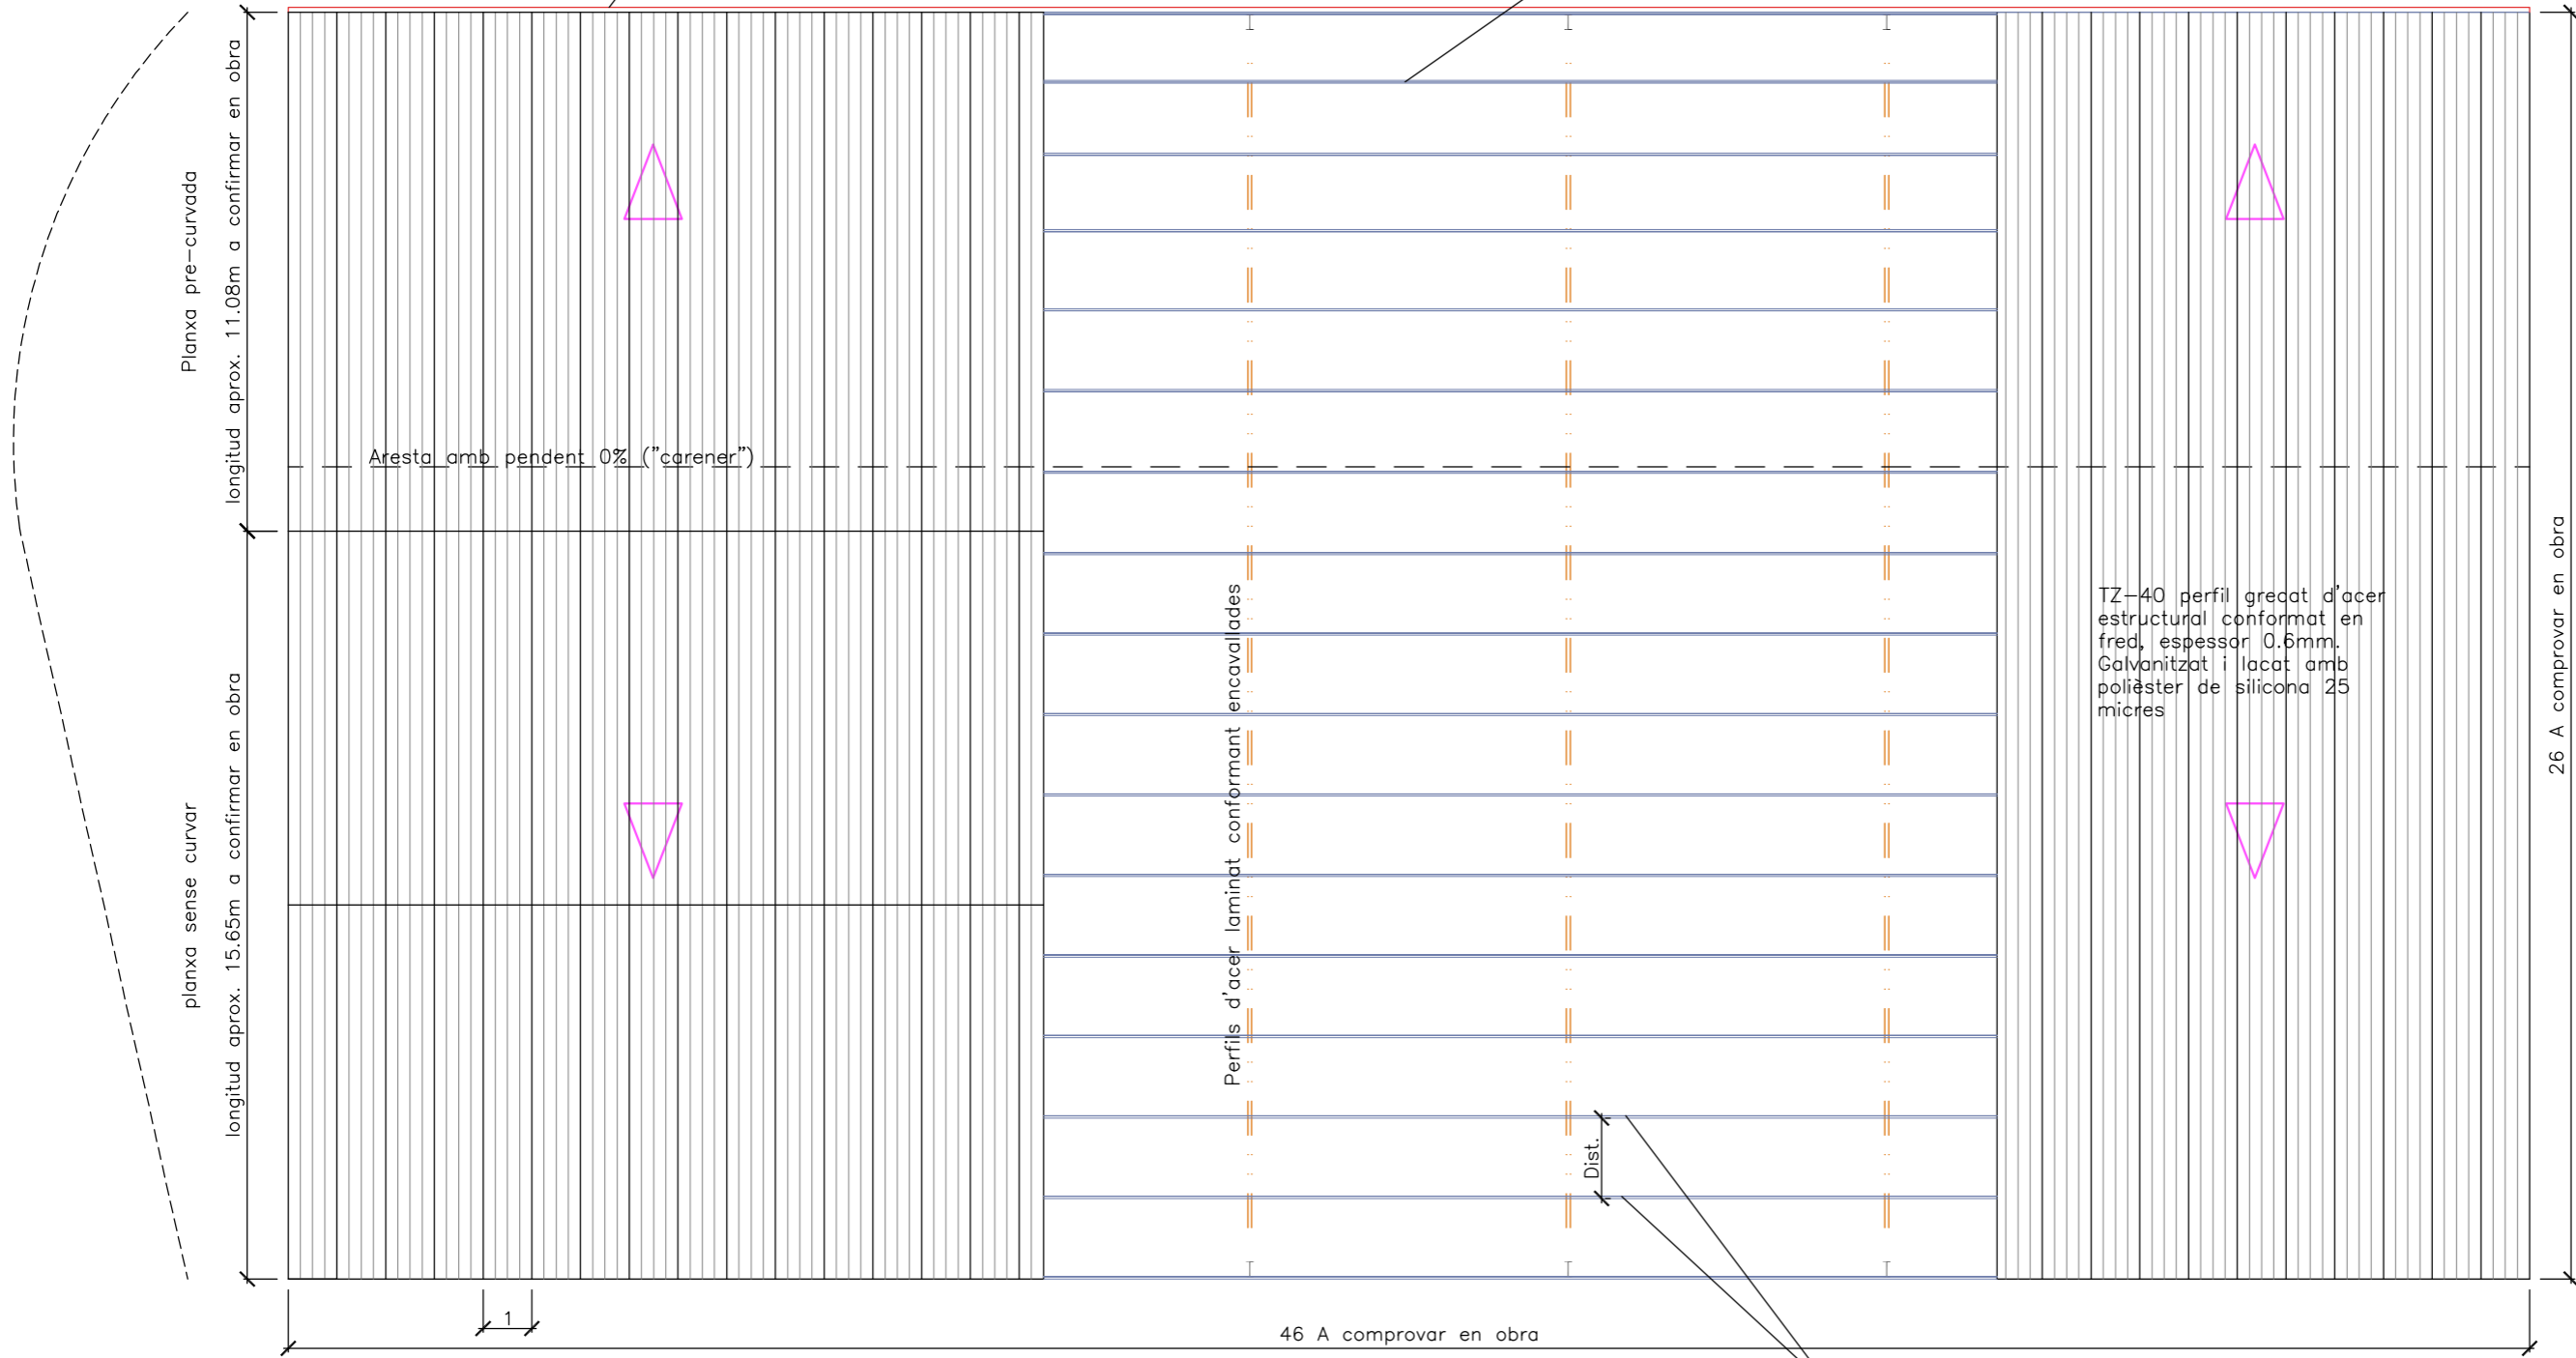 Planxa pre-curvada
longitud aprox. 11.08m a confirmar en obra
Aresta amb pendent 0% ("carener")
planxa sense curvar
longitud aprox. 15.65m a confirmar en obra
Perfils d'acer laminat conformant encavallades
TZ-40 perfil grecat d'acer
estructural conformat en
fred, espessor 0.6mm.
Galvanitzat i lacat amb
polièster de silicona 25
micres
26 A comprovar en obra
Dist.
1
46 A comprovar en obra